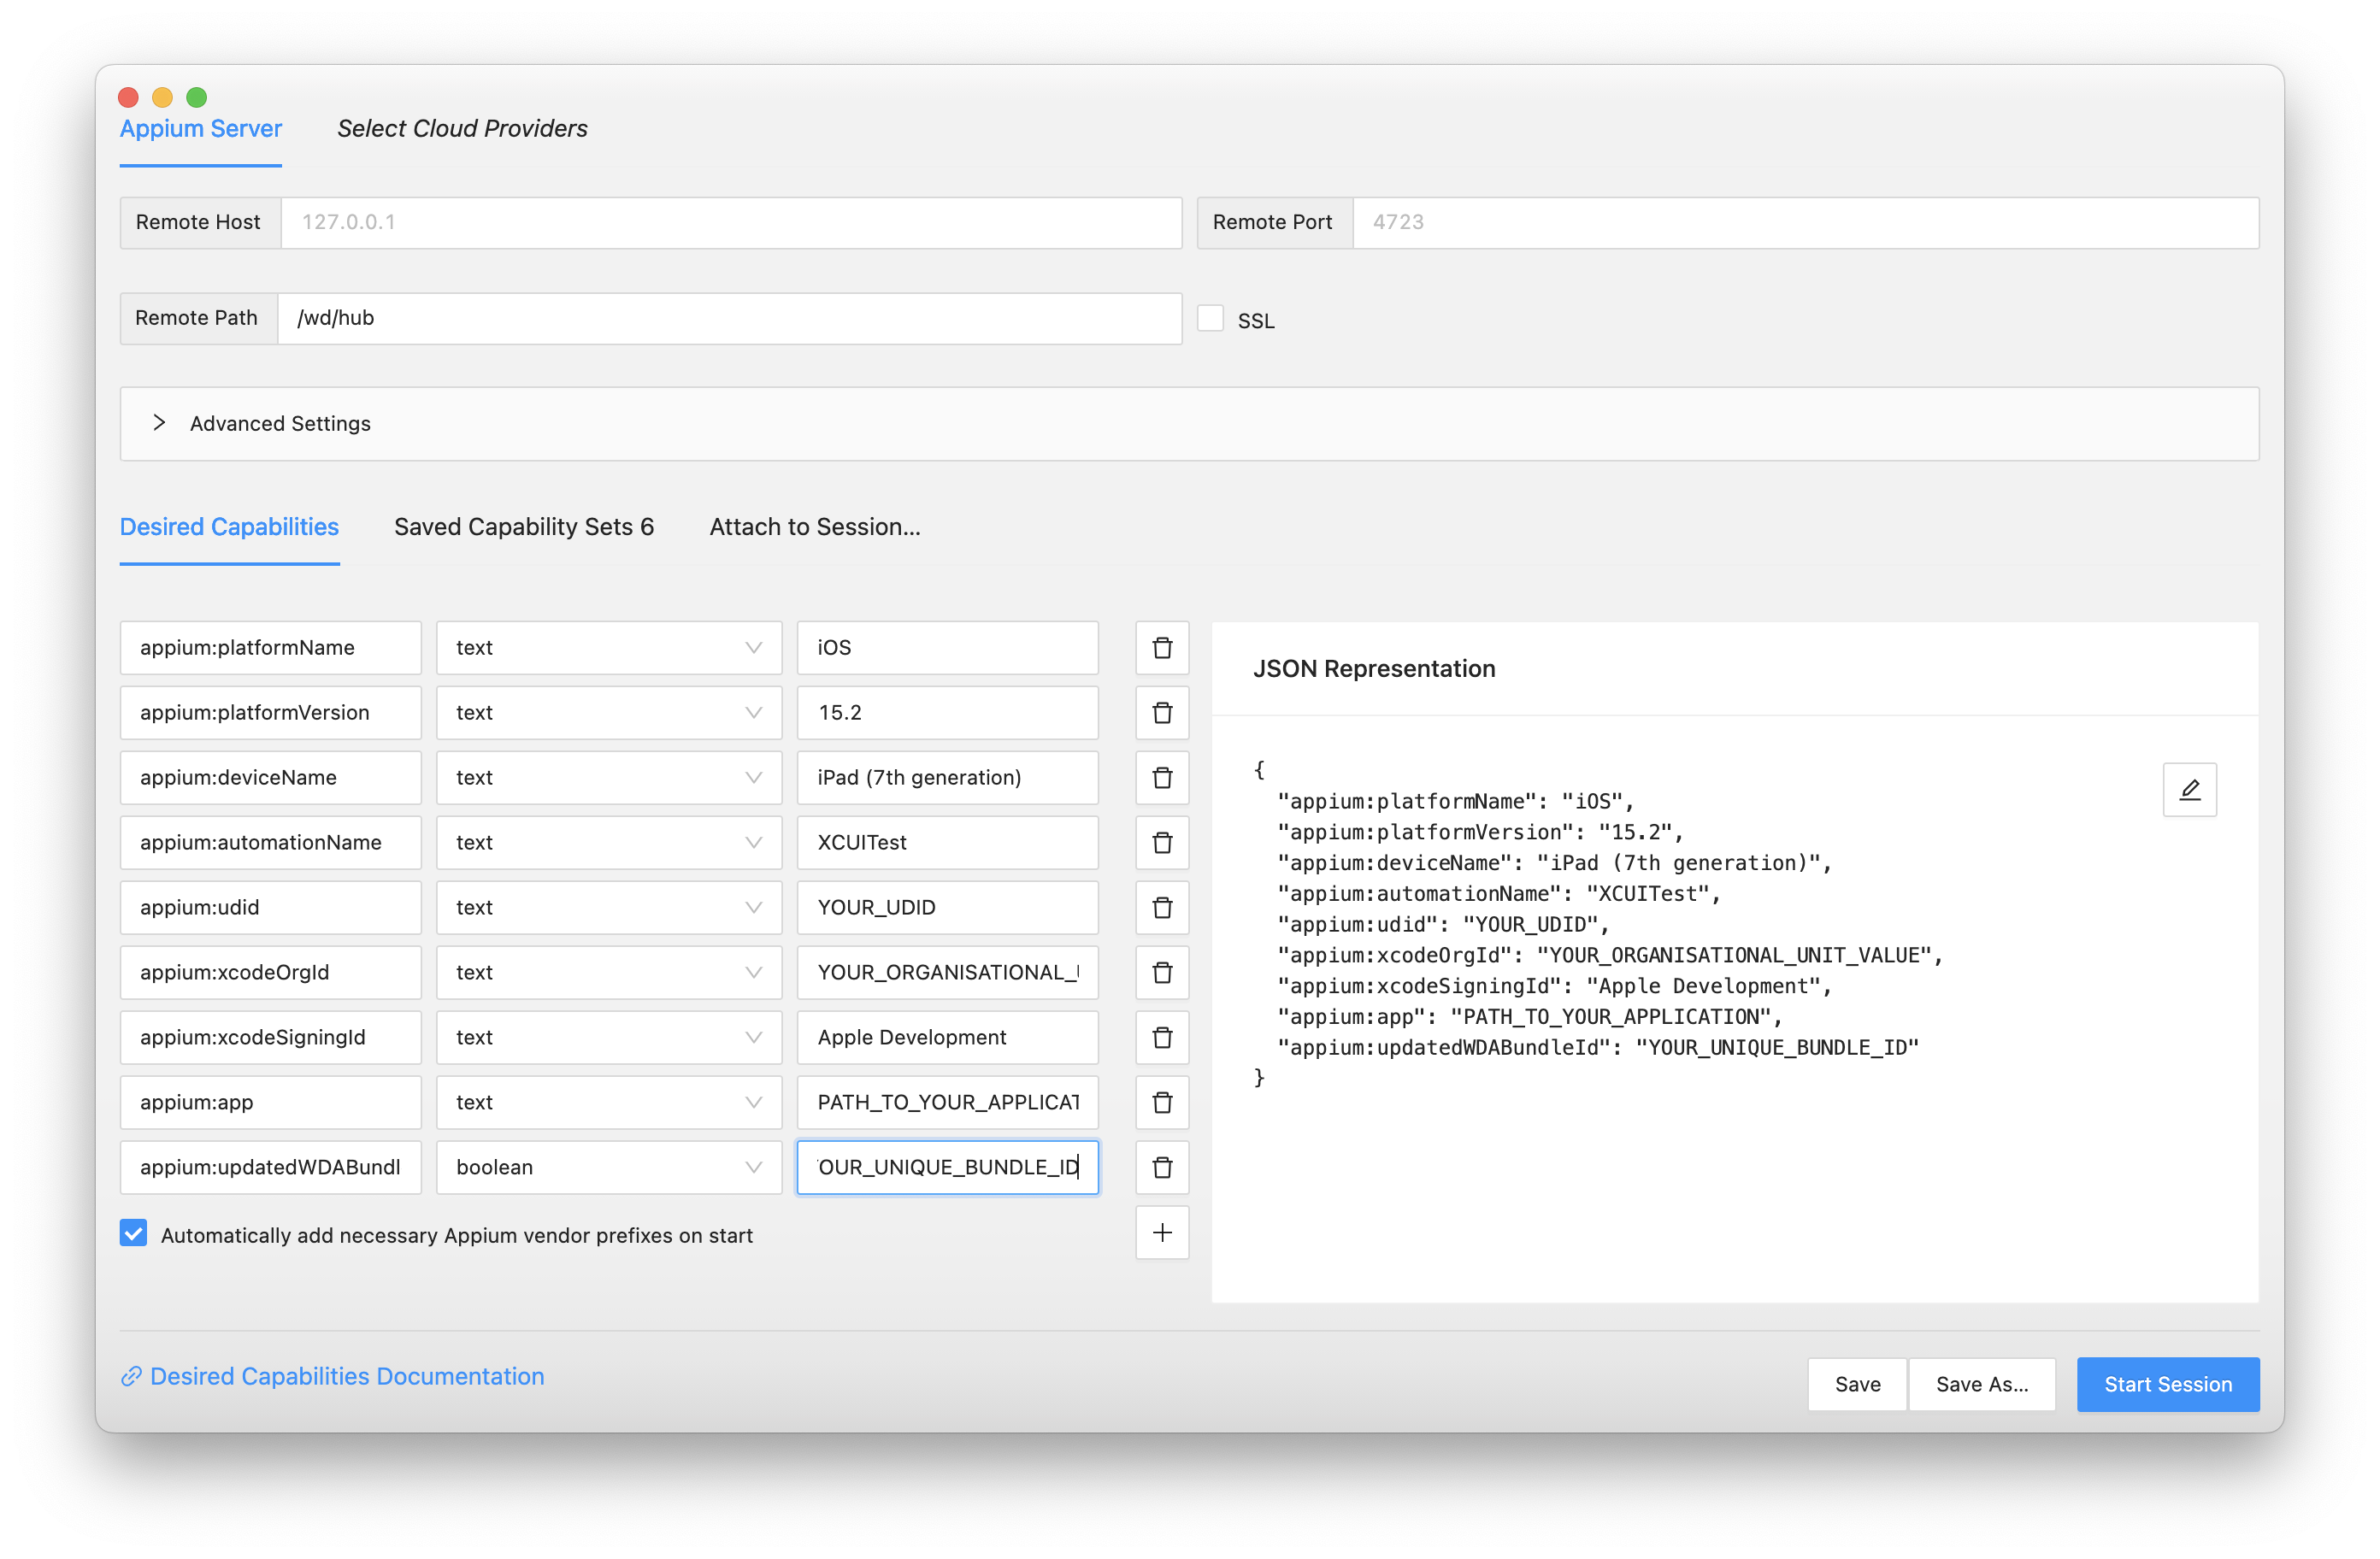 Appium Server Select Cloud Providers
Remote Host 127.0.0.1 Remote Port 4723
Remote Path /wd/hub SSL
Advanced Settings
Desired Capabilities Saved Capability Sets 6 Attach to Session...
appium:platformName text iOS
appium:platformVersion text 15.2
appium:deviceName text iPad (7th generation)
appium:automationName text XCUITest
appium:udid text YOUR_UDID
appium:xcodeOrgId text YOUR_ORGANISATIONAL_U
appium:xcodeSigningId text Apple Development
appium:app text PATH_TO_YOUR_APPLICAT
appium:updatedWDABundl boolean OUR_UNIQUE_BUNDLE_ID
Automatically add necessary Appium vendor prefixes on start
JSON Representation
{
"appium:platformName": "iOS",
"appium:platformVersion": "15.2",
"appium:deviceName": "iPad (7th generation)",
"appium:automationName": "XCUITest",
"appium:udid": "YOUR_UDID",
"appium:xcodeOrgId": "YOUR_ORGANISATIONAL_UNIT_VALUE",
"appium:xcodeSigningId": "Apple Development",
"appium:app": "PATH_TO_YOUR_APPLICATION",
"appium:updatedWDABundleId": "YOUR_UNIQUE_BUNDLE_ID"
}
Desired Capabilities Documentation
Save Save As... Start Session